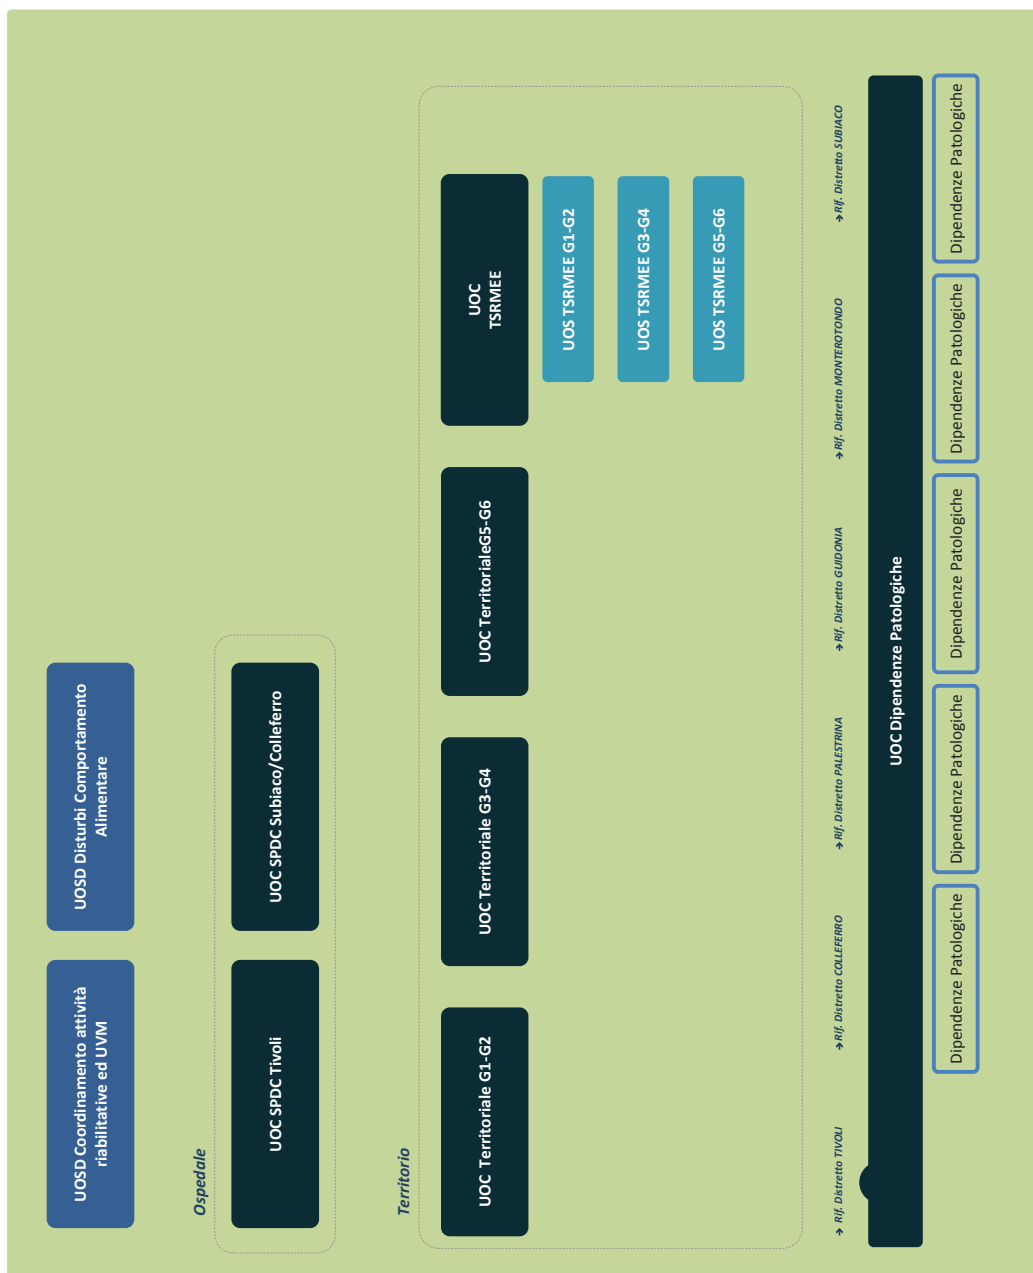 UOSD Coordinamento attività
riabilitative ed UVM
UOSD Disturbi Comportamento
Alimentare
Ospedale
UOC SPDC Tivoli
UOC SPDC Subiaco/Colleferro
Territorio
UOC Territoriale G1-G2
UOC Territoriale G3-G4
UOC TerritorialeG5-G6
UOC
TSRMEE
UOS TSRMEE G1-G2
UOS TSRMEE G3-G4
UOS TSRMEE G5-G6
→ Rif. Distretto TIVOLI
→Rif. Distretto COLLEFERRO
→Rif. Distretto PALESTRINA
→Rif. Distretto GUIDONIA
→Rif. Distretto MONTEROTONDO
→Rif. Distretto SUBIACO
UOC Dipendenze Patologiche
Dipendenze Patologiche
Dipendenze Patologiche
Dipendenze Patologiche
Dipendenze Patologiche
Dipendenze Patologiche